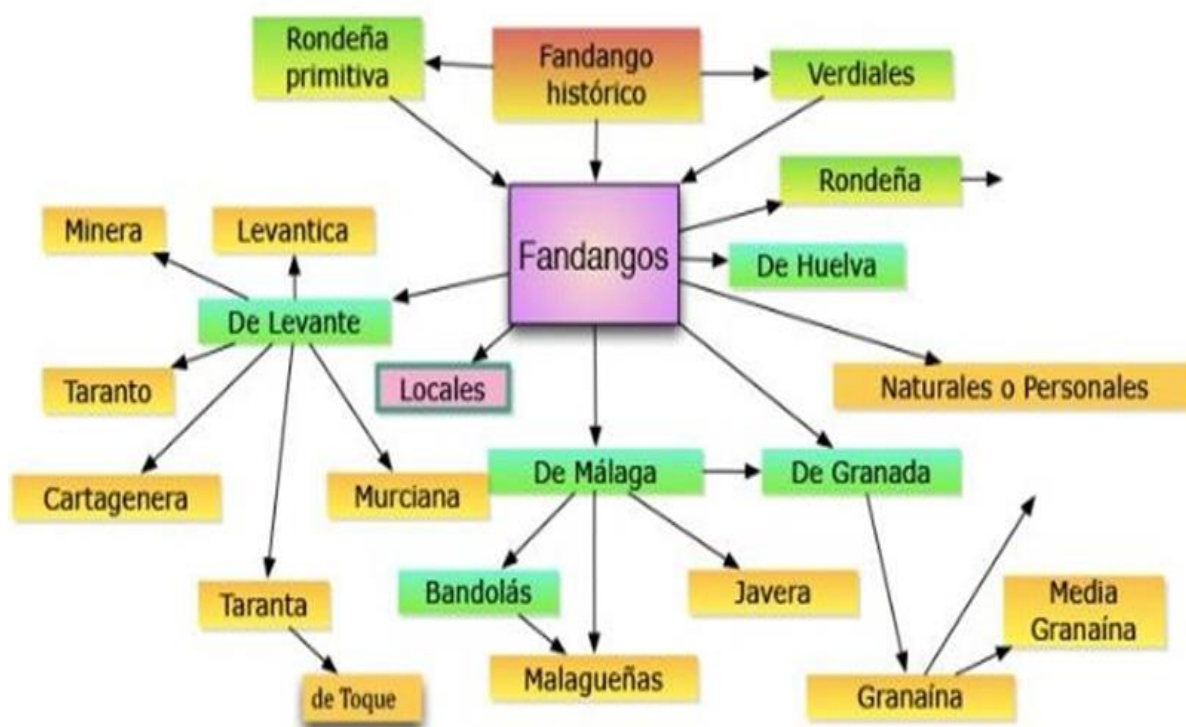 Rondeña
primitiva
Fandango
histórico
Verdiales
Rondeña
Minera
Levantica
Fandangos
De Huelva
De Levante
Taranto
Locales
Naturales o Personales
Cartagenera
Murciana
De Málaga
De Granada
Taranta
Bandolás
Javera
Media
Granaína
Malagueñas
Granaína
de Toque